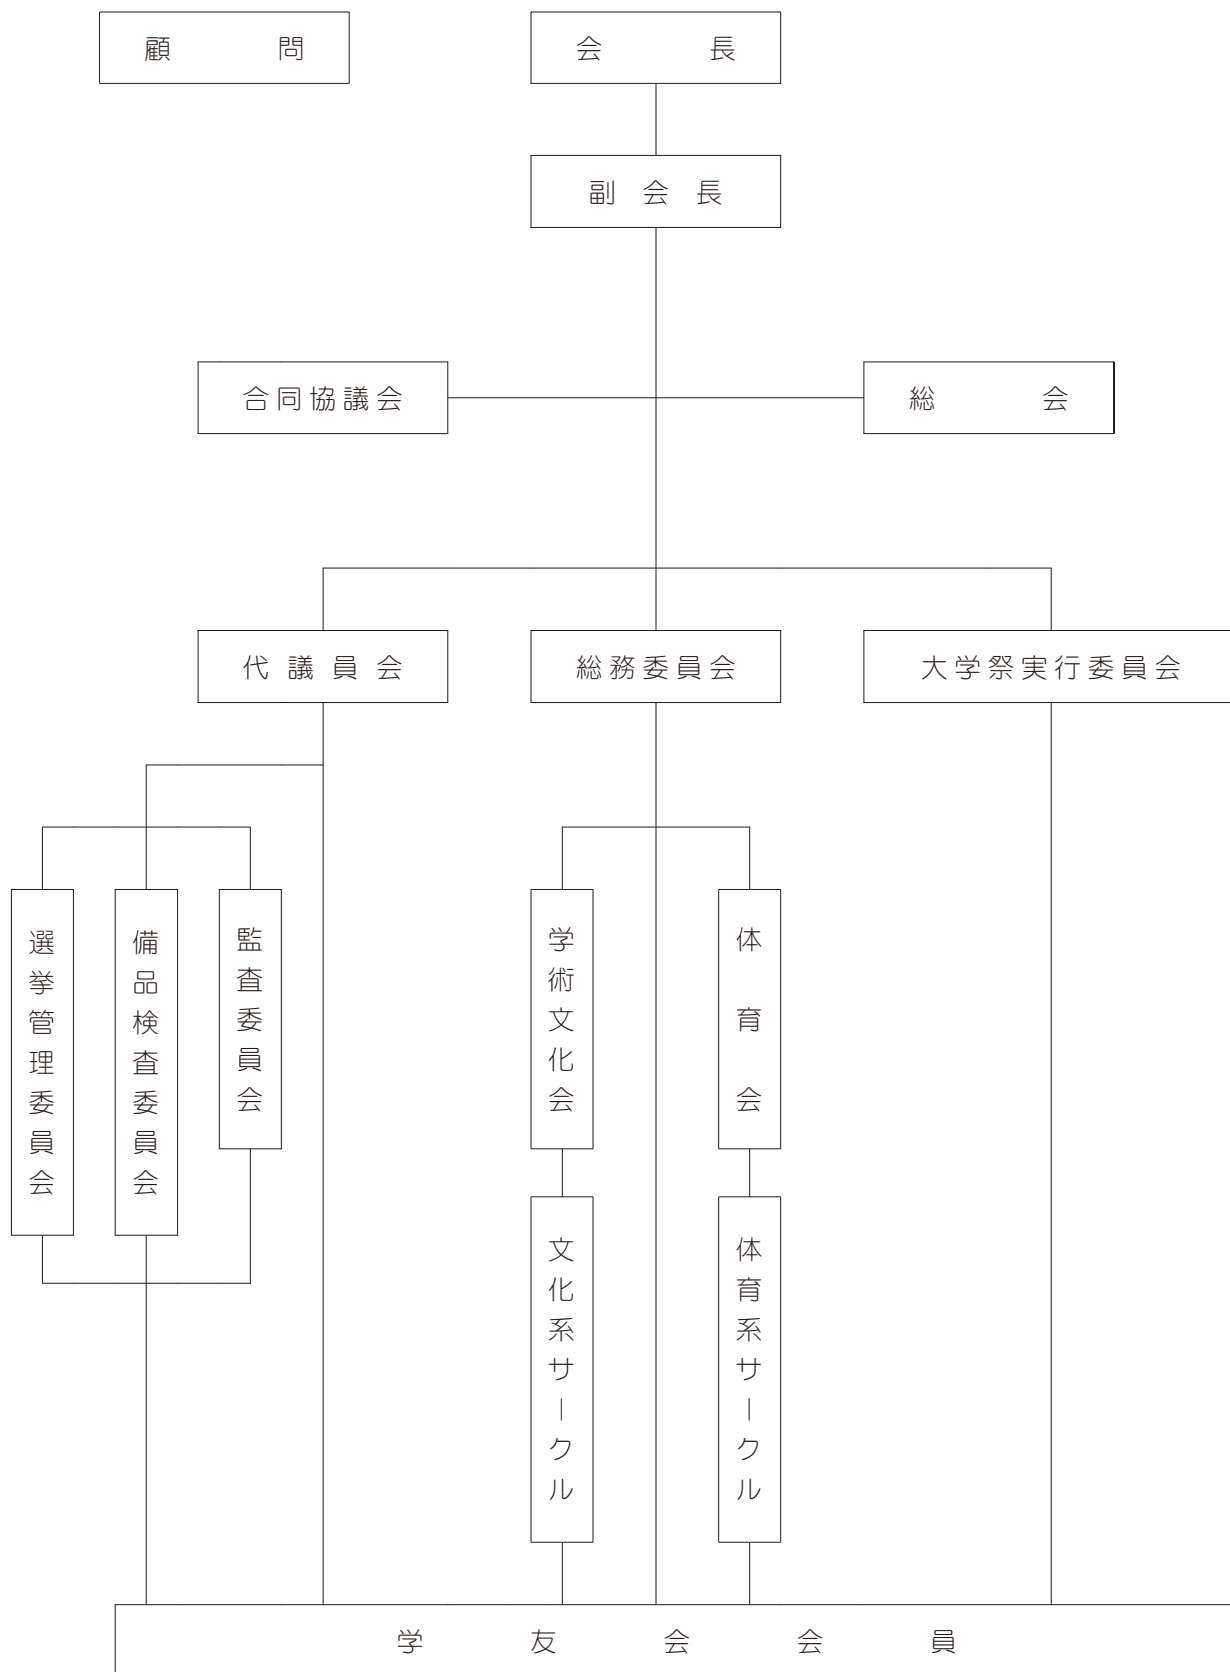 顧問
会長
副会長
合同協議会
総会
代議員会
総務委員会
大学祭実行委員会
選挙管理委員会
備品検査委員会
監査委員会
学術文化会
体育会
文化系サークル
体育系サークル
学友会会員